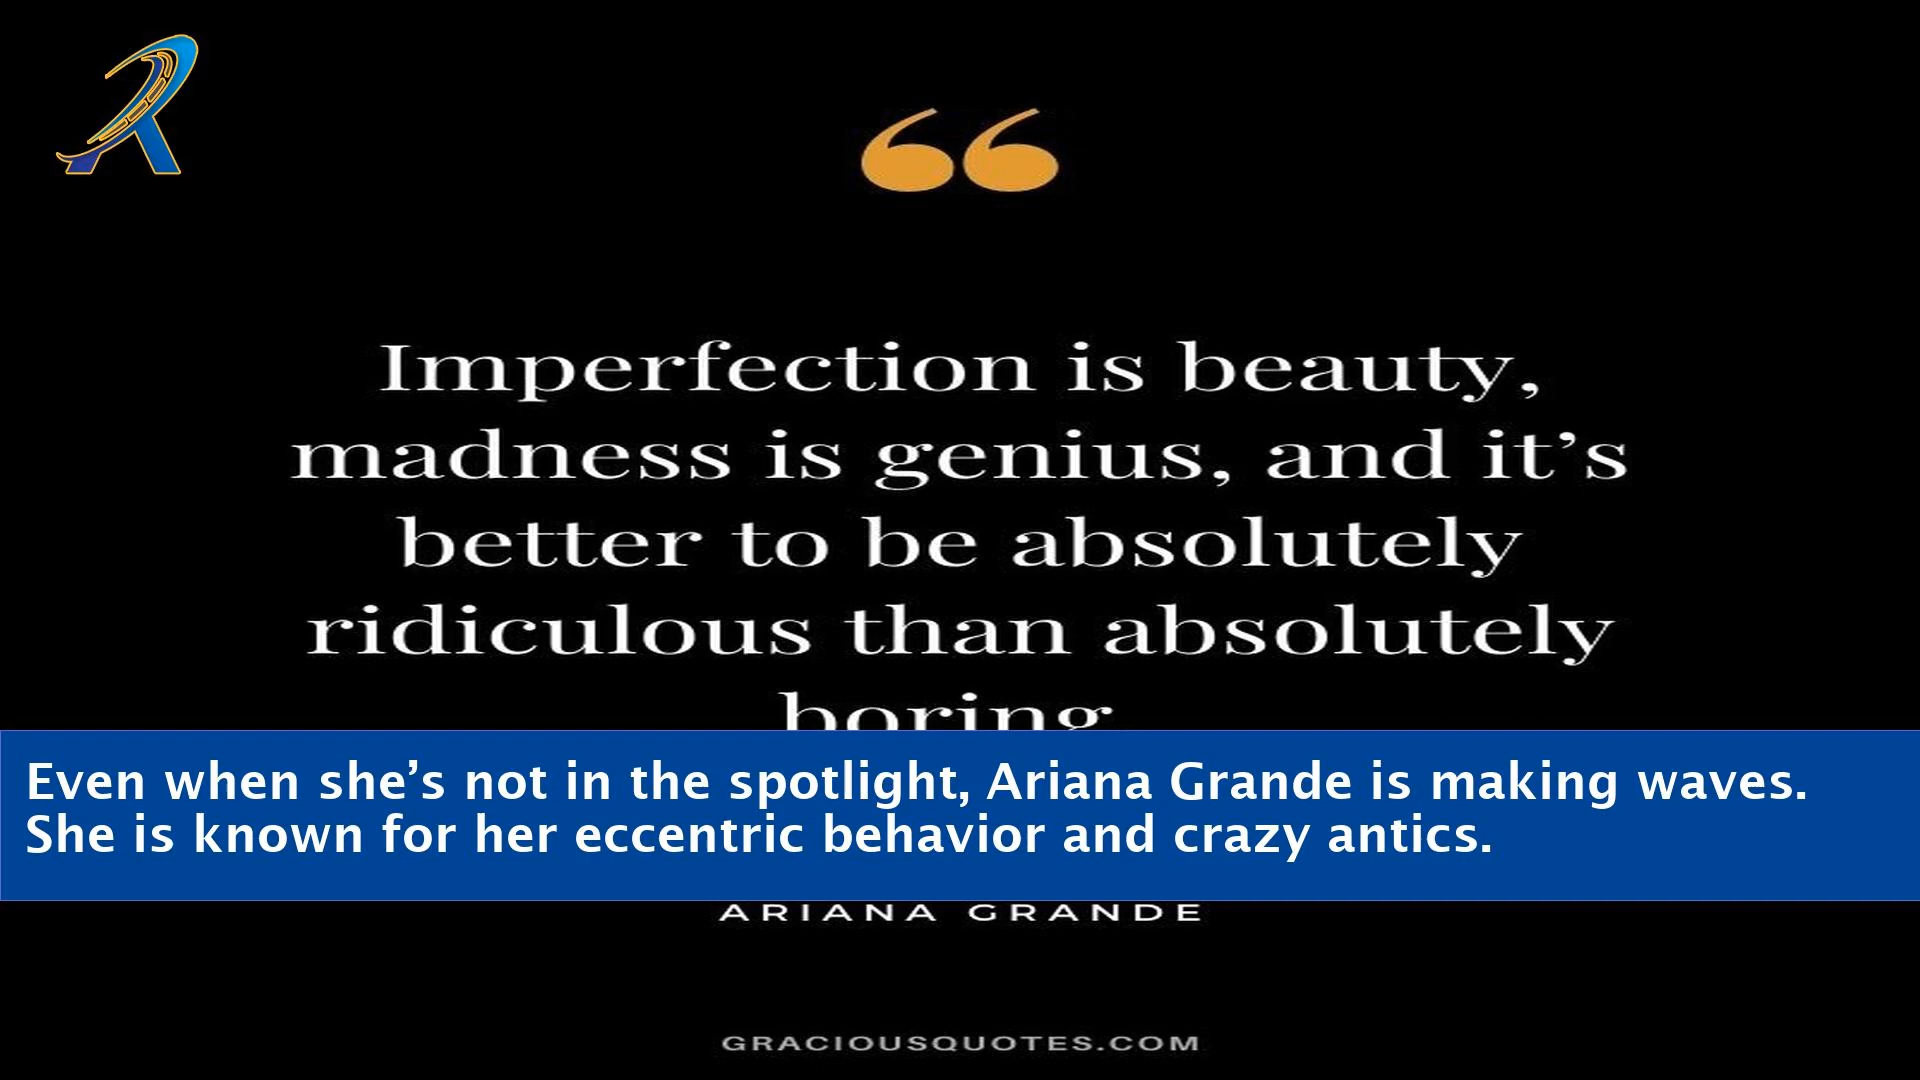 Imperfection is beauty,
madness is genius, and it’s
better to be absolutely
ridiculous than absolutely
boring
Even when she’s not in the spotlight, Ariana Grande is making waves.
She is known for her eccentric behavior and crazy antics.
ARIANA GRANDE
GRACIOUSQUOTES.COM